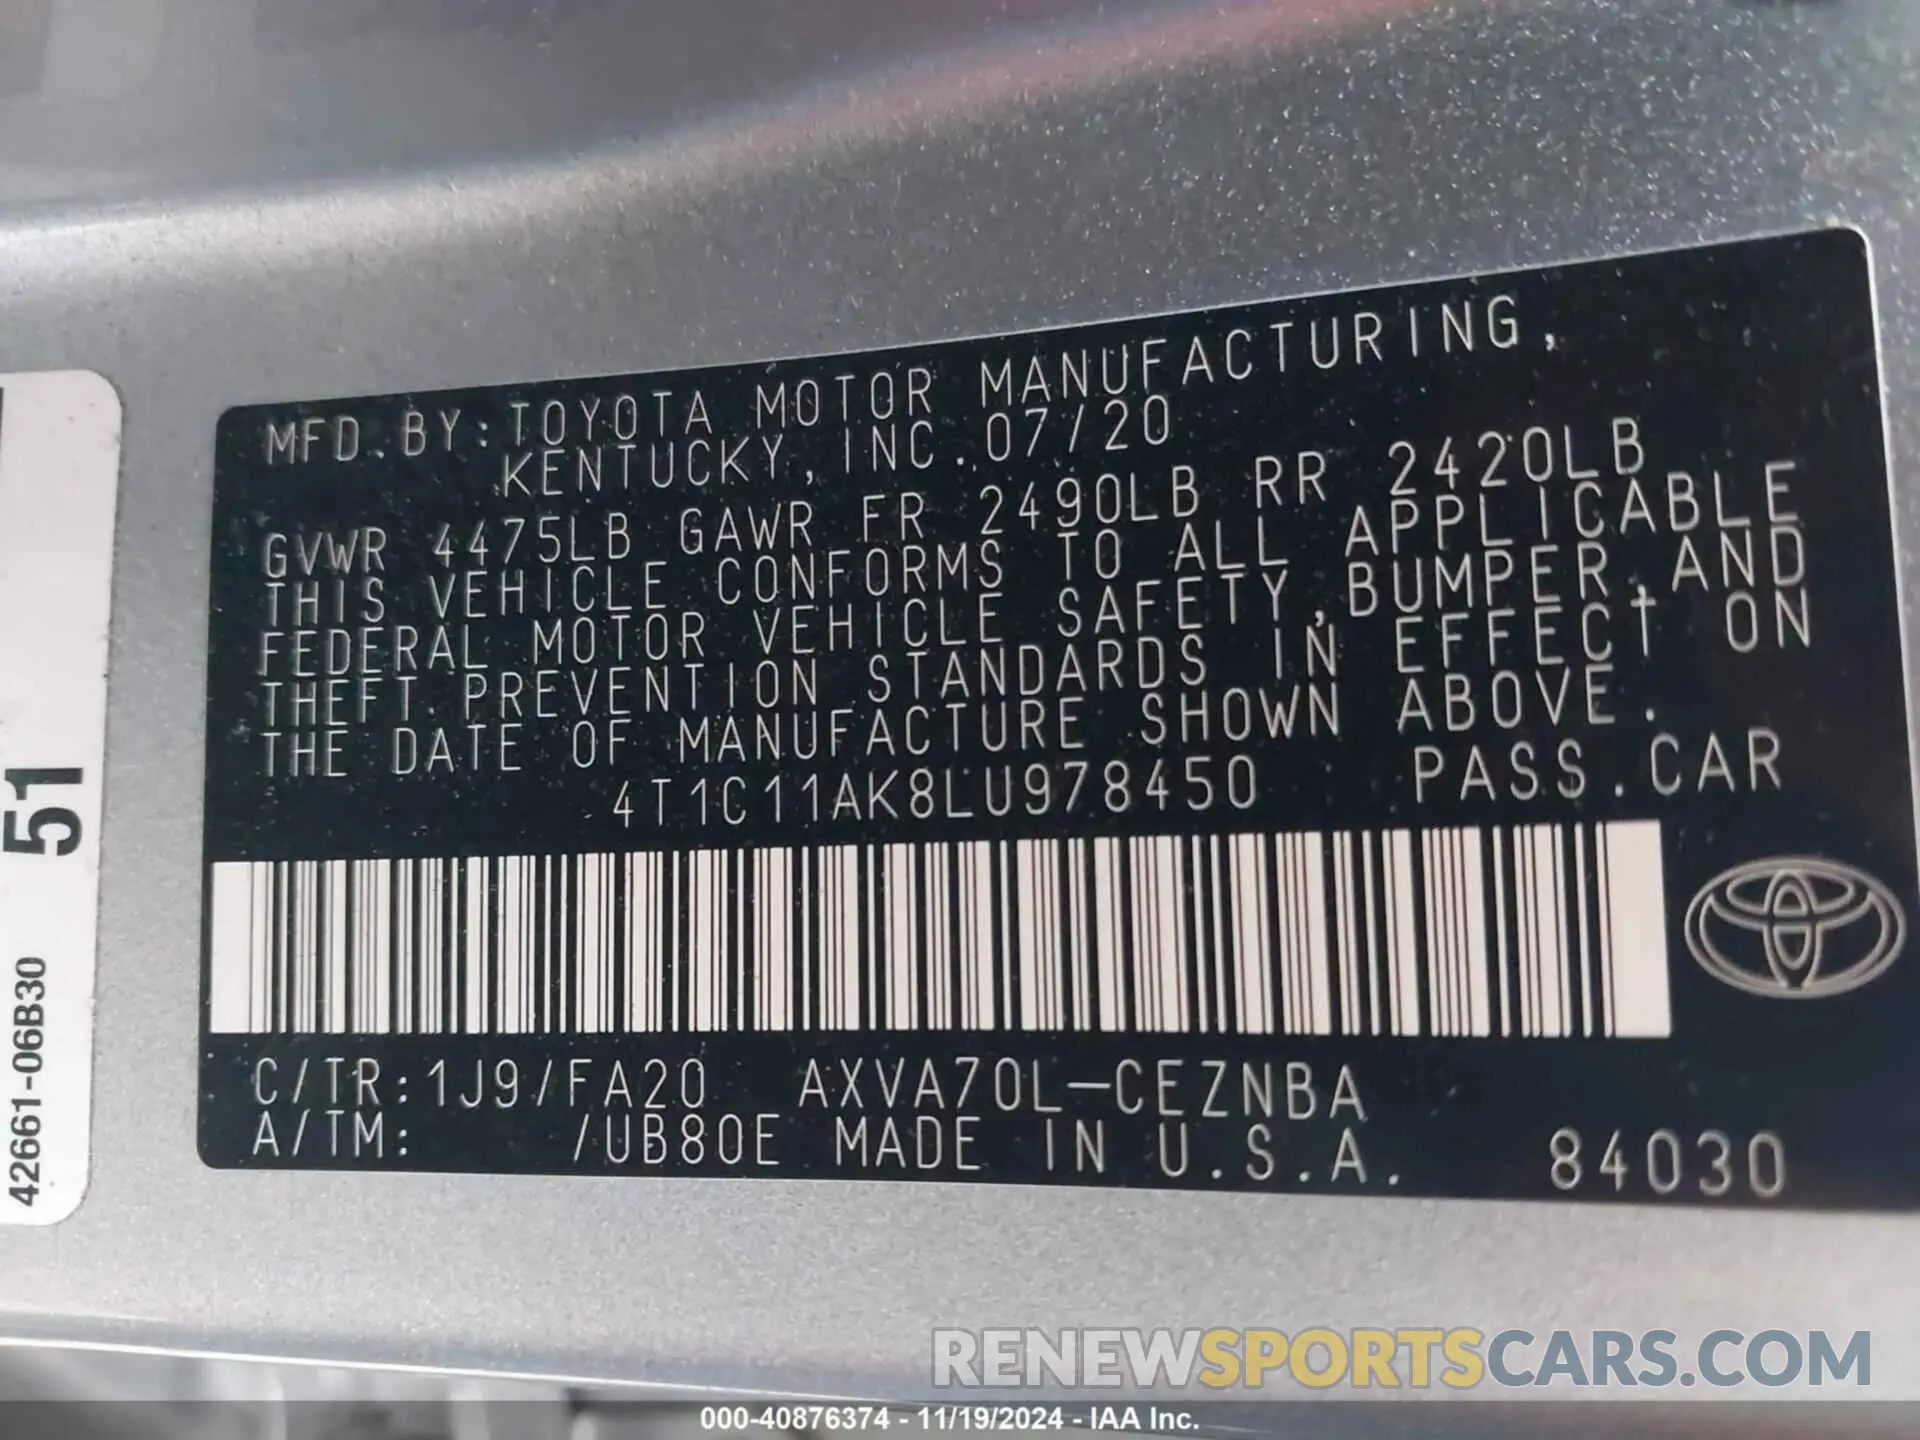 MFD.BY:TOYOTA MOTOR MANUFACTURING,
KENTUCKY,INC.07/20
GVWR 4475LB GAWR FR 2490LB RR 2420LB
THIS VEHICLE CONFORMS TO ALL APPLICABLE
FEDERAL MOTOR VEHICLE SAFETY,BUMPER,AND
THEFT PREVENTION STANDARDS IN EFFECT ON
THE DATE OF MANUFACTURE SHOWN ABOVE.
4T1C11AK8LU978450 PASS.CAR
C/TR:1J9/FA20 AXVA70L-CEZNBA
A/TM: /UB80E MADE IN U.S.A. 84030
42661-06B30 51
RENEWSPORTSCARS.COM
000-40876374 - 11/19/2024 - IAA Inc.